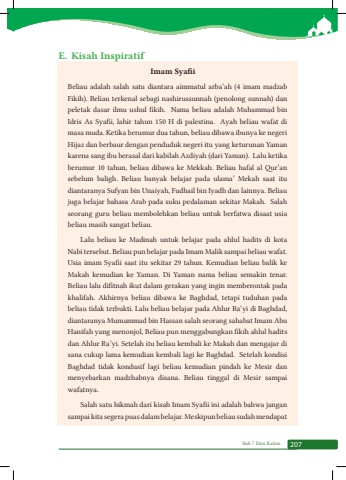 E. Kisah Inspiratif
Imam Syafii
Beliau adalah salah satu diantara aimmatul arba'ah (4 imam madzab
Fikih). Beliau terkenal sebagi nashirussunnah (penolong sunnah) dan
peletak dasar ilmu ushul fikih. Nama beliau adalah Muhammad bin
Idris As Syafii, lahir tahun 150 H di palestina. Ayah beliau wafat di
masa muda. Ketika berumur dua tahun, beliau dibawa ibunya ke negeri
Hijaz dan berbaur dengan penduduk negeri itu yang keturunan Yaman
karena sang ibu berasal dari kabilah Azdiyah (dari Yaman). Lalu ketika
berumur 10 tahun, beliau dibawa ke Mekkah. Beliau hafal al Qur'an
sebelum baligh. Beliau banyak belajar pada ulama' Mekah saat itu
diantaranya Sufyan bin Unaiyah, Fudhail bin Iyadh dan lainnya. Beliau
juga belajar bahasa Arab pada suku pedalaman sekitar Makah. Salah
seorang guru beliau membolehkan beliau untuk berfatwa disaat usia
beliau masih sangat beliau.
Lalu beliau ke Madinah untuk belajar pada ahlul hadits di kota
Nabi tersebut. Beliau pun belajar pada Imam Malik sampai beliau wafat.
Usia imam Syafii saat itu sekitar 29 tahun. Kemudian beliau balik ke
Makah kemudian ke Yaman. Di Yaman nama beliau semakin tenar.
Beliau lalu difitnah ikut dalam gerakan yang ingin memberontak pada
khalifah. Akhirnya beliau dibawa ke Baghdad, tetapi tuduhan pada
beliau tidak terbukti. Lalu beliau belajar pada Ahlur Ra'yi di Baghdad,
diantaranya Mumammad bin Hassan salah seorang sahabat Imam Abu
Hanifah yang menonjol, Beliau pun menggabungkan fikih ahlul hadits
dan Ahlur Ra'yi. Setelah itu beliau kembali ke Makah dan mengajar di
sana cukup lama kemudian kembali lagi ke Baghdad. Setelah kondisi
Baghdad tidak kondusif lagi beliau kemudian pindah ke Mesir dan
menyebarkan madzhabnya disana. Beliau tinggal di Mesir sampai
wafatnya.
Salah satu hikmah dari kisah Imam Syafii ini adalah bahwa jangan
sampai kita segera puas dalam belajar. Meskipun beliau sudah mendapat
Bab 7 Ilmu Kalam 207